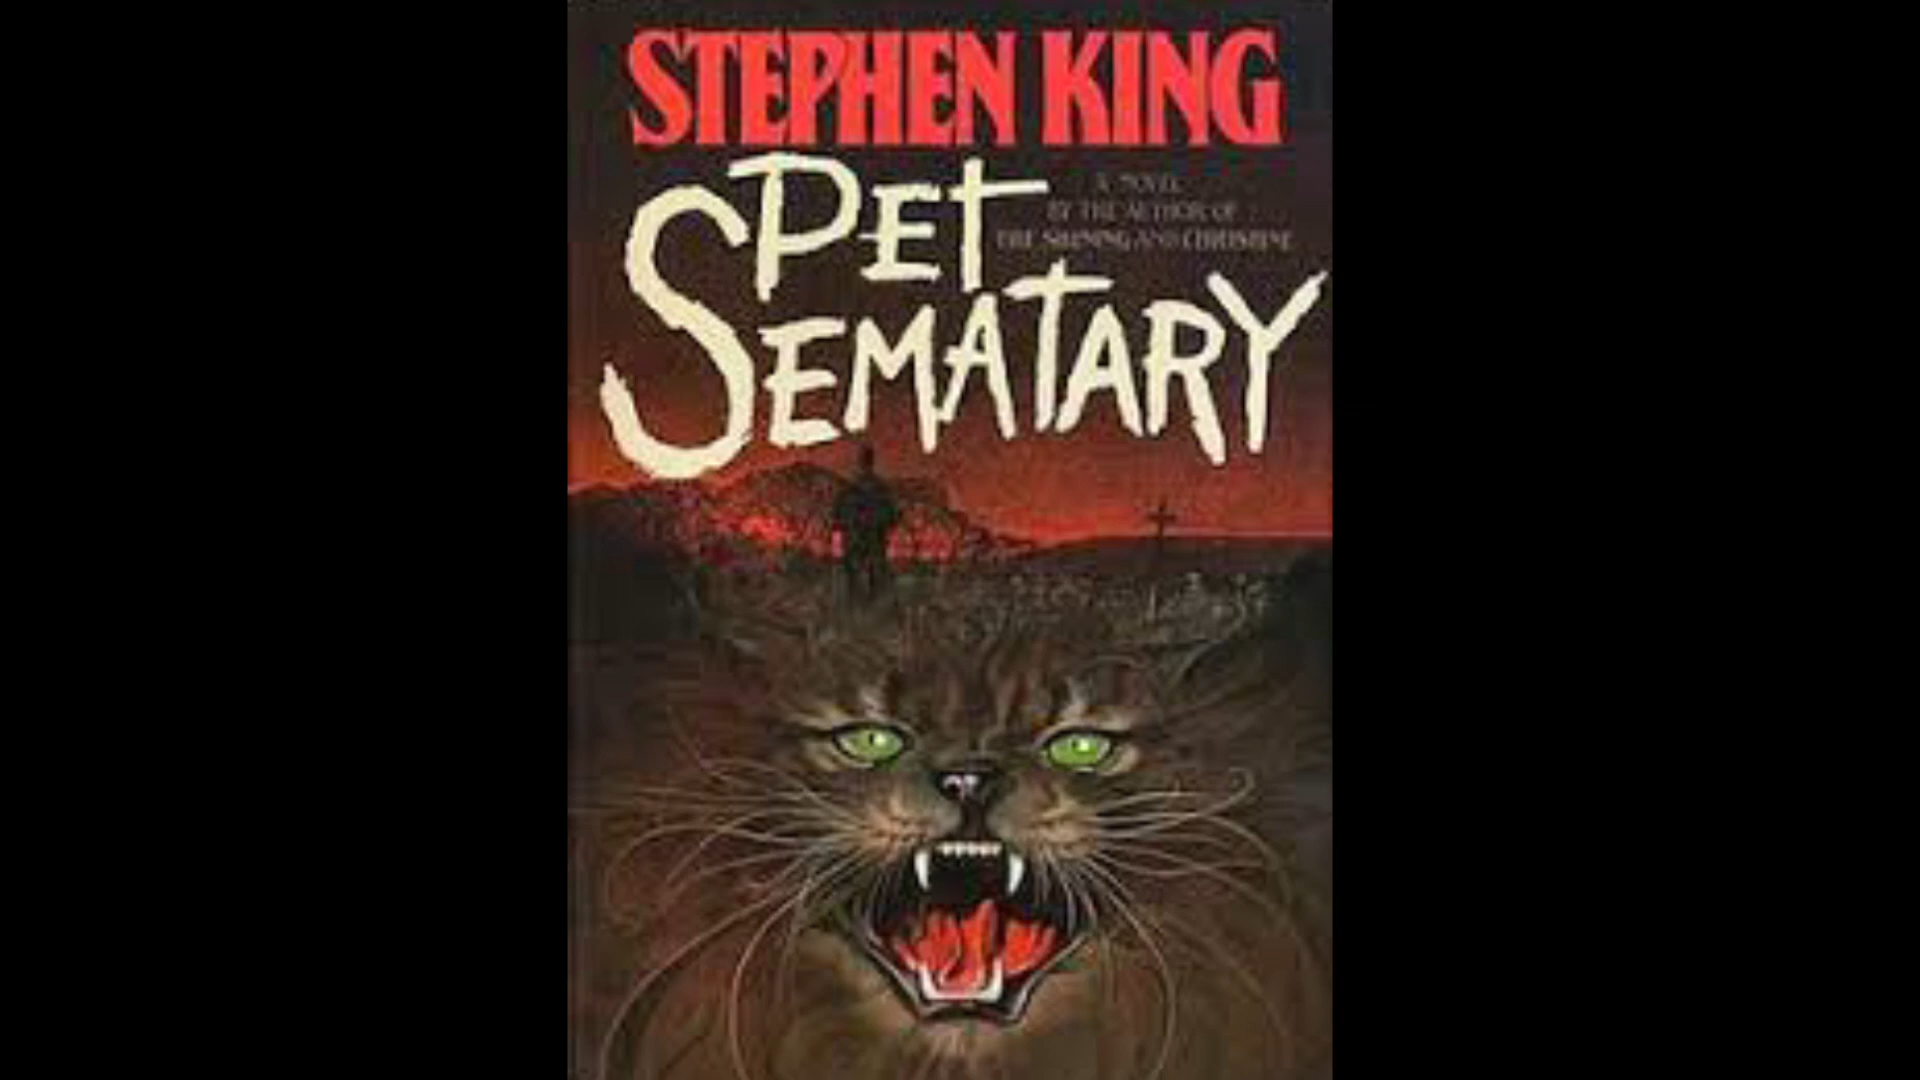 STEPHEN KING
PET
SEMATARY
A NOVEL
BY THE AUTHOR OF
THE SHINING AND CHRISTINE